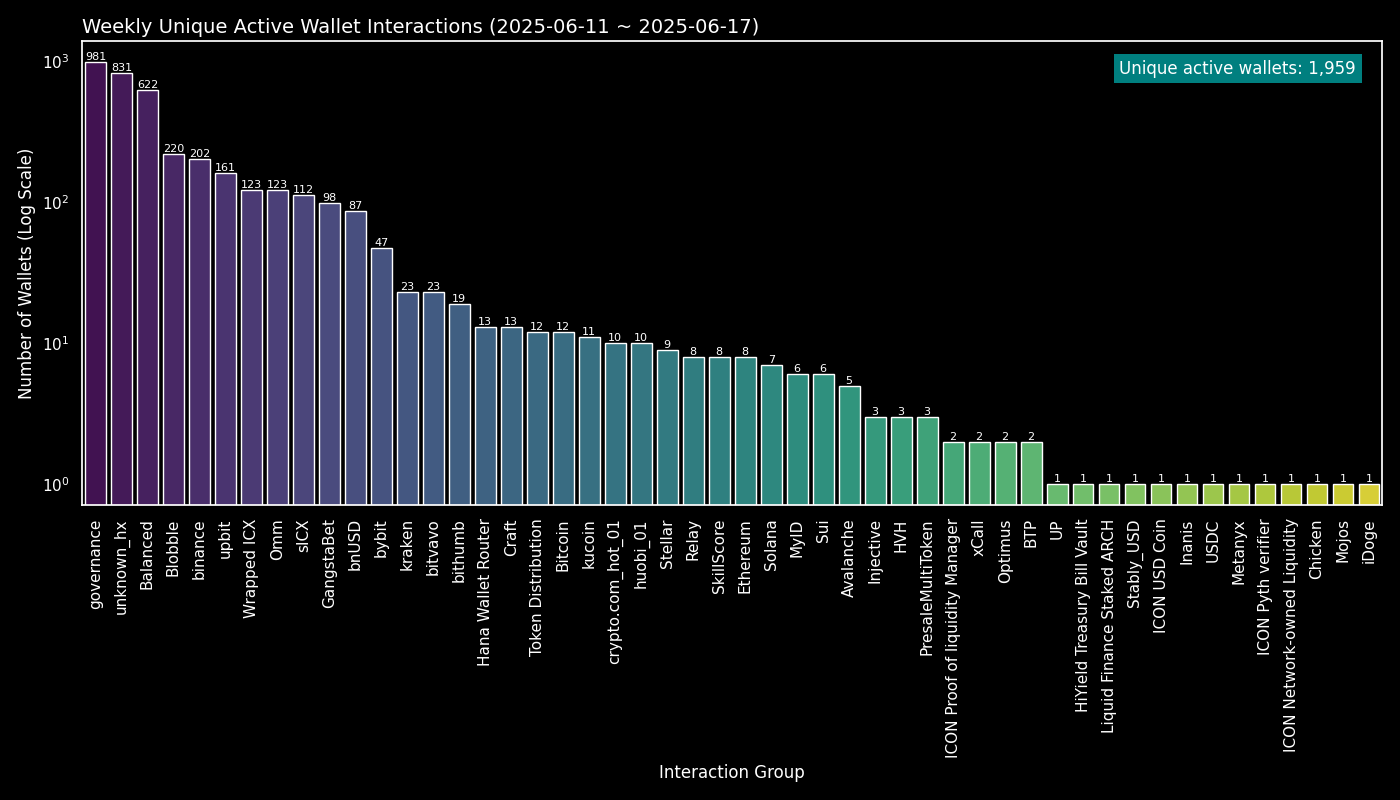 Weekly Unique Active Wallet Interactions (2025-06-11 ~ 2025-06-17)
Unique active wallets: 1,959
Number of Wallets (Log Scale)
10³
10²
10¹
10⁰
981
831
622
220
202
161
123
123
112
98
87
47
23
23
19
13
13
12
12
11
10
10
9
8
8
8
7
6
6
5
3
3
3
2
2
2
2
1
1
1
1
1
1
1
1
1
1
1
1
1
governance
unknown_hx
Balanced
Blobble
binance
upbit
Wrapped ICX
Omm
sICX
GangstaBet
bnUSD
bybit
kraken
bitvavo
bithumb
Hana Wallet Router
Craft
Token Distribution
Bitcoin
kucoin
crypto.com_hot_01
huobi_01
Stellar
Relay
SkillScore
Ethereum
Solana
MyID
Sui
Avalanche
Injective
HVH
PresaleMultiToken
ICON Proof of liquidity Manager
xCall
Optimus
BTP
UP
HiYield Treasury Bill Vault
Liquid Finance Staked ARCH
Stably_USD
ICON USD Coin
Inanis
USDC
Metanyx
ICON Pyth verifier
ICON Network-owned Liquidity
Chicken
Mojos
iDoge
Interaction Group